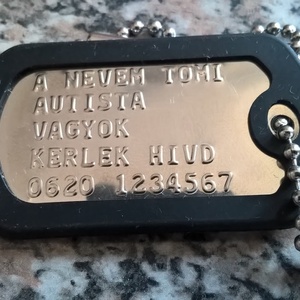 A NEVEM TOMI
AUTISTA
VAGYOK
KERLEK HIVD
0620 1234567